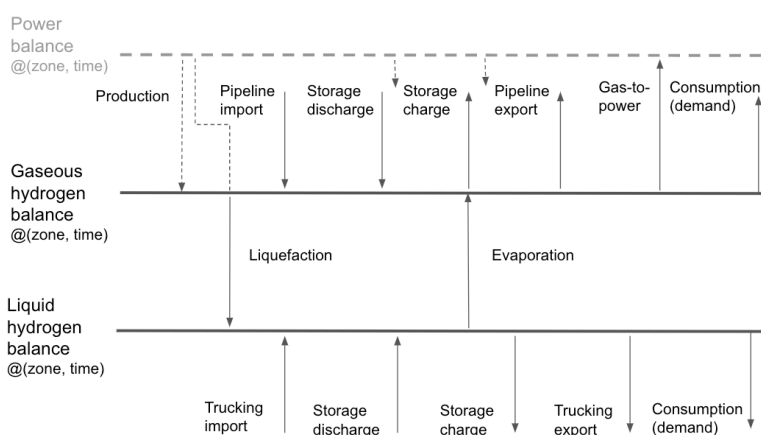 Power
balance
@(zone, time)
Production
Pipeline
import
Storage
discharge
Storage
charge
Pipeline
export
Gas-to-
power
Consumption
(demand)
Gaseous
hydrogen
balance
@(zone, time)
Liquefaction
Evaporation
Liquid
hydrogen
balance
@(zone, time)
Trucking
import
Storage
discharge
Storage
charge
Trucking
export
Consumption
(demand)